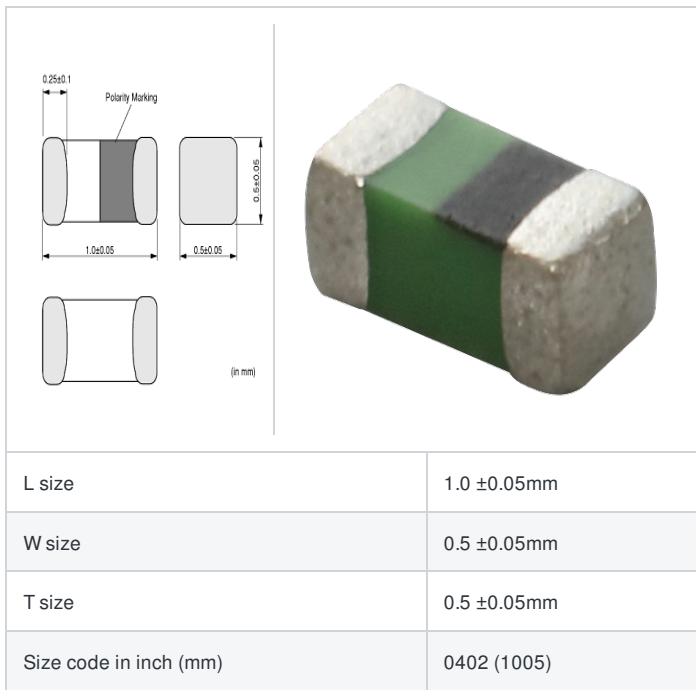 0.25±0.1
Polarity Marking
0.5±0.05
1.0±0.05
0.5±0.05
(in mm)
L size 1.0 ±0.05mm
W size 0.5 ±0.05mm
T size 0.5 ±0.05mm
Size code in inch (mm) 0402 (1005)